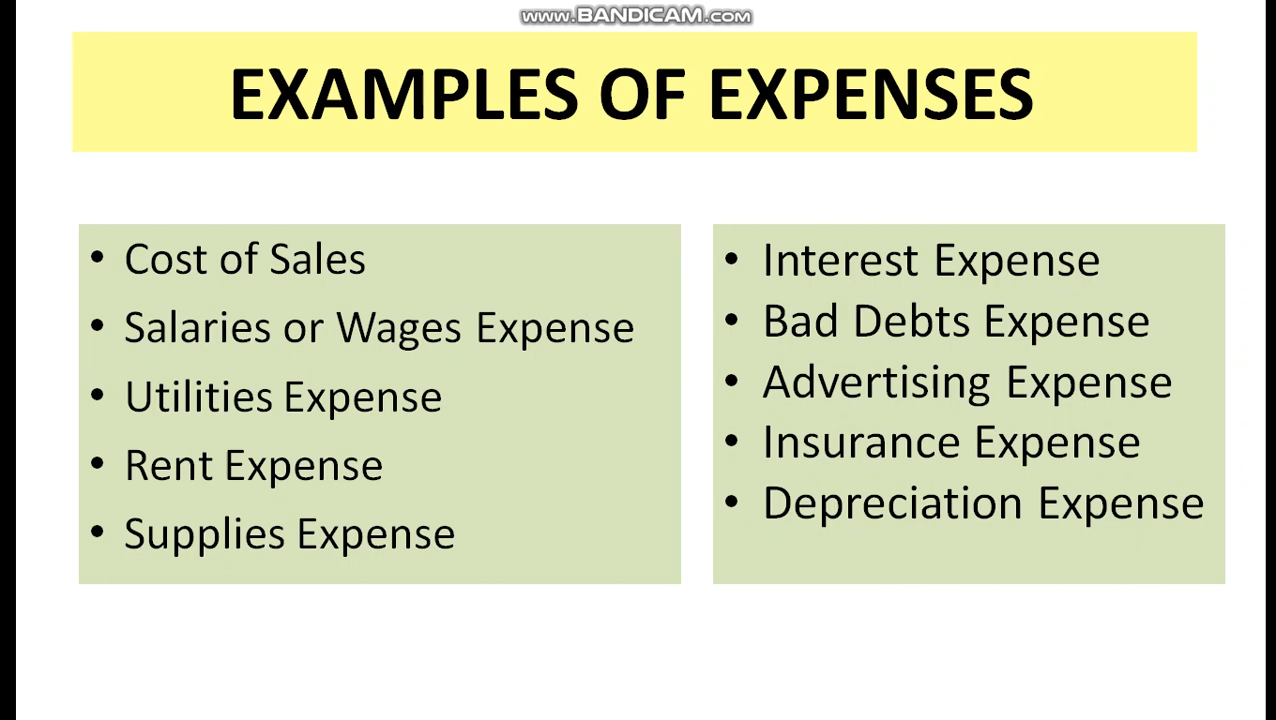 www.BANDICAM.com
EXAMPLES OF EXPENSES
• Cost of Sales
• Salaries or Wages Expense
• Utilities Expense
• Rent Expense
• Supplies Expense
• Interest Expense
• Bad Debts Expense
• Advertising Expense
• Insurance Expense
• Depreciation Expense